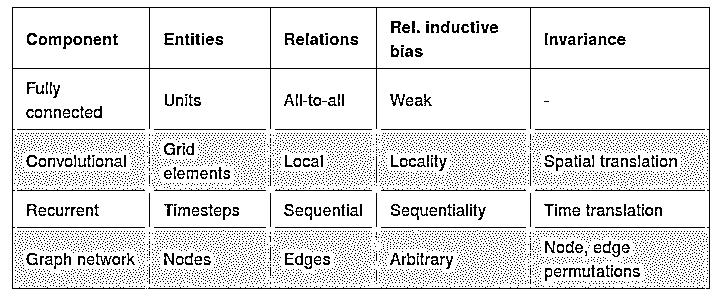 Component Entities Relations Rel. inductive bias Invariance
Fully connected Units All-to-all Weak -
Convolutional Grid elements Local Locality Spatial translation
Recurrent Timesteps Sequential Sequentiality Time translation
Graph network Nodes Edges Arbitrary Node, edge permutations